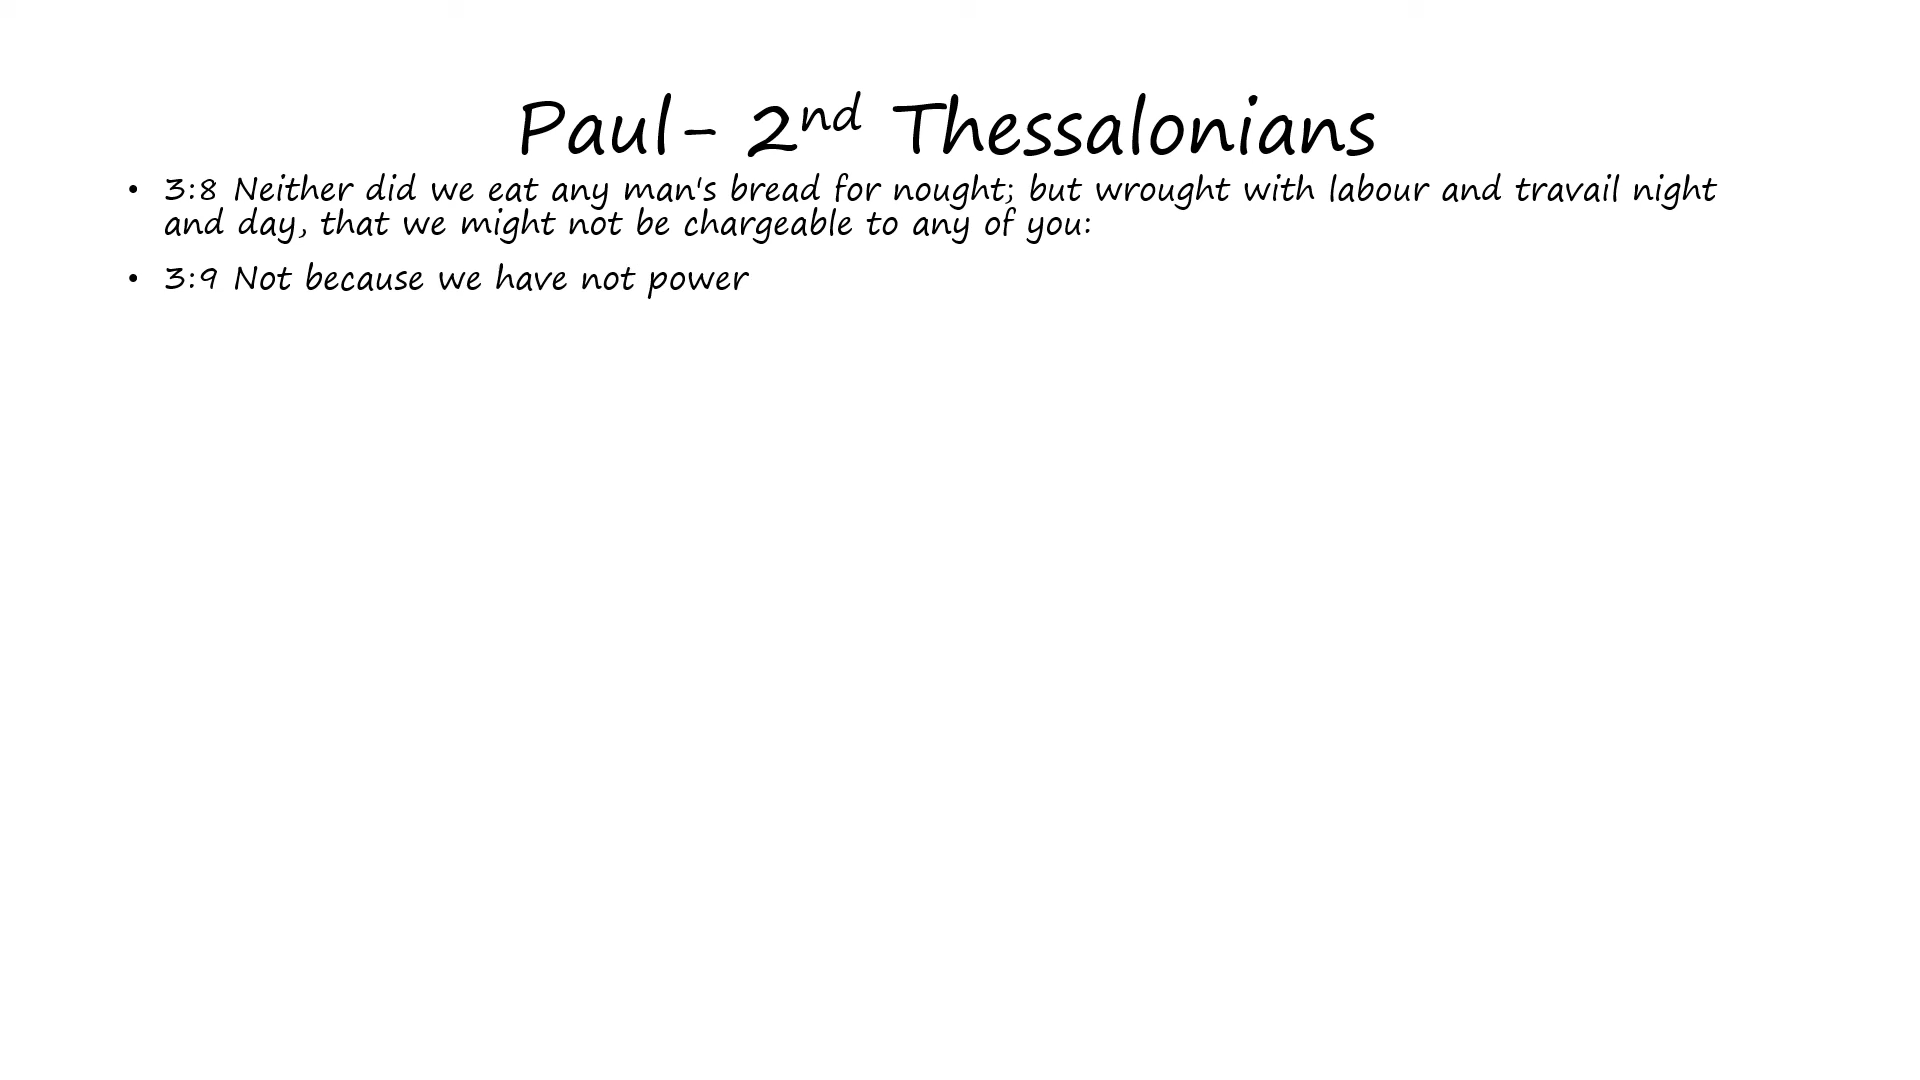 Paul- 2nd Thessalonians
• 3:8 Neither did we eat any man's bread for nought; but wrought with labour and travail night
and day, that we might not be chargeable to any of you:
• 3:9 Not because we have not power